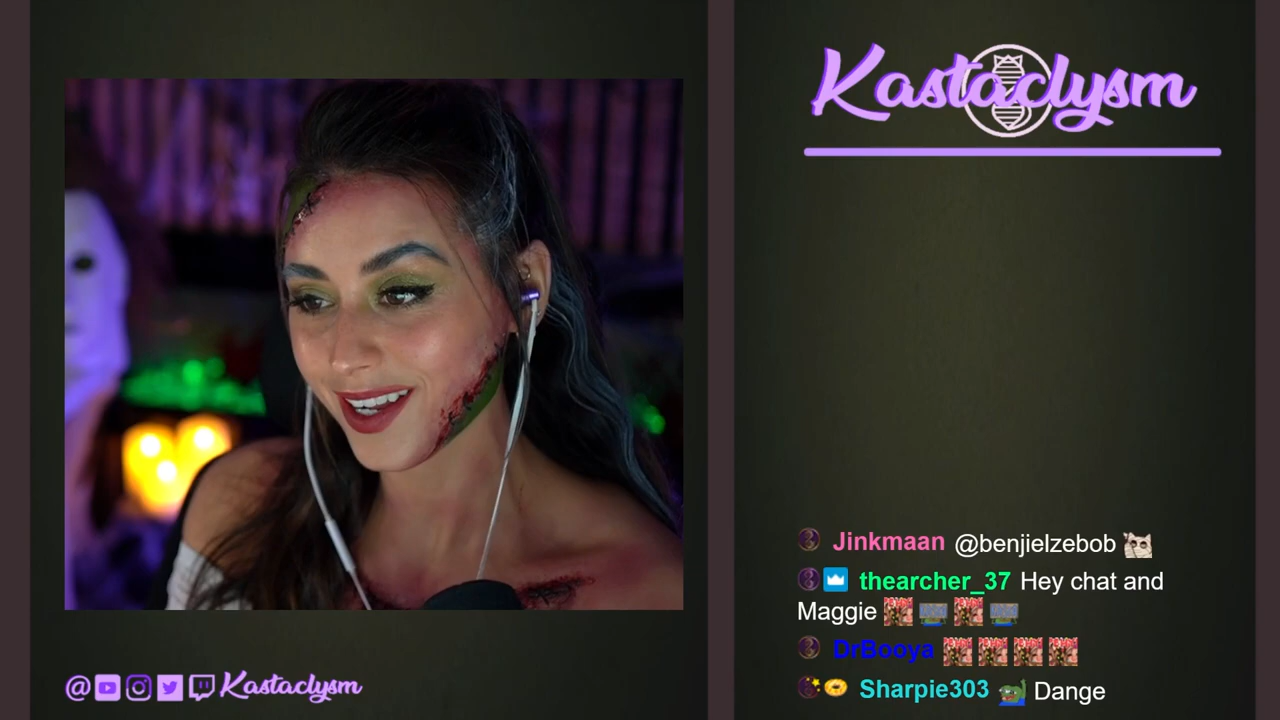 Kastaclysm
Jinkmaan @benjielzebob
thearcher_37 Hey chat and
Maggie
DrBooya
Sharpie303 Dange
@ Kastaclysm